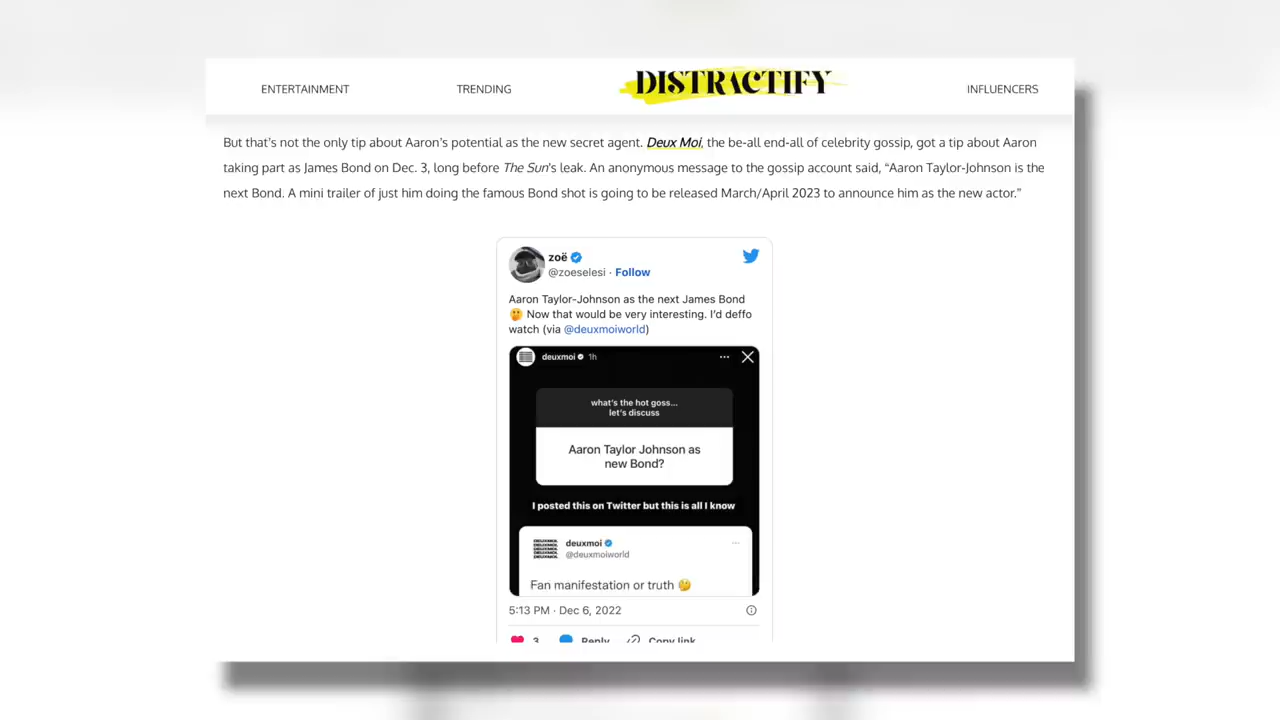 ENTERTAINMENT TRENDING DISTRACTIFY INFLUENCERS
But that's not the only tip about Aaron's potential as the new secret agent. Deux Moi, the be-all end-all of celebrity gossip, got a tip about Aaron
taking part as James Bond on Dec. 3, long before The Sun's leak. An anonymous message to the gossip account said, “Aaron Taylor-Johnson is the
next Bond. A mini trailer of just him doing the famous Bond shot is going to be released March/April 2023 to announce him as the new actor.”
zoë
@zoeselesi · Follow
Aaron Taylor-Johnson as the next James Bond
🤫 Now that would be very interesting. I'd deffo
watch (via @deuxmoiworld)
deuxmoi 1h
what's the hot goss...
let's discuss
Aaron Taylor Johnson as
new Bond?
I posted this on Twitter but this is all I know
DEUXMOI.
DEUXMOI.
DEUXMOI.
DEUXMOI.
deuxmoi
@deuxmoiworld
Fan manifestation or truth 🤔
5:13 PM · Dec 6, 2022
3 Reply Copy link